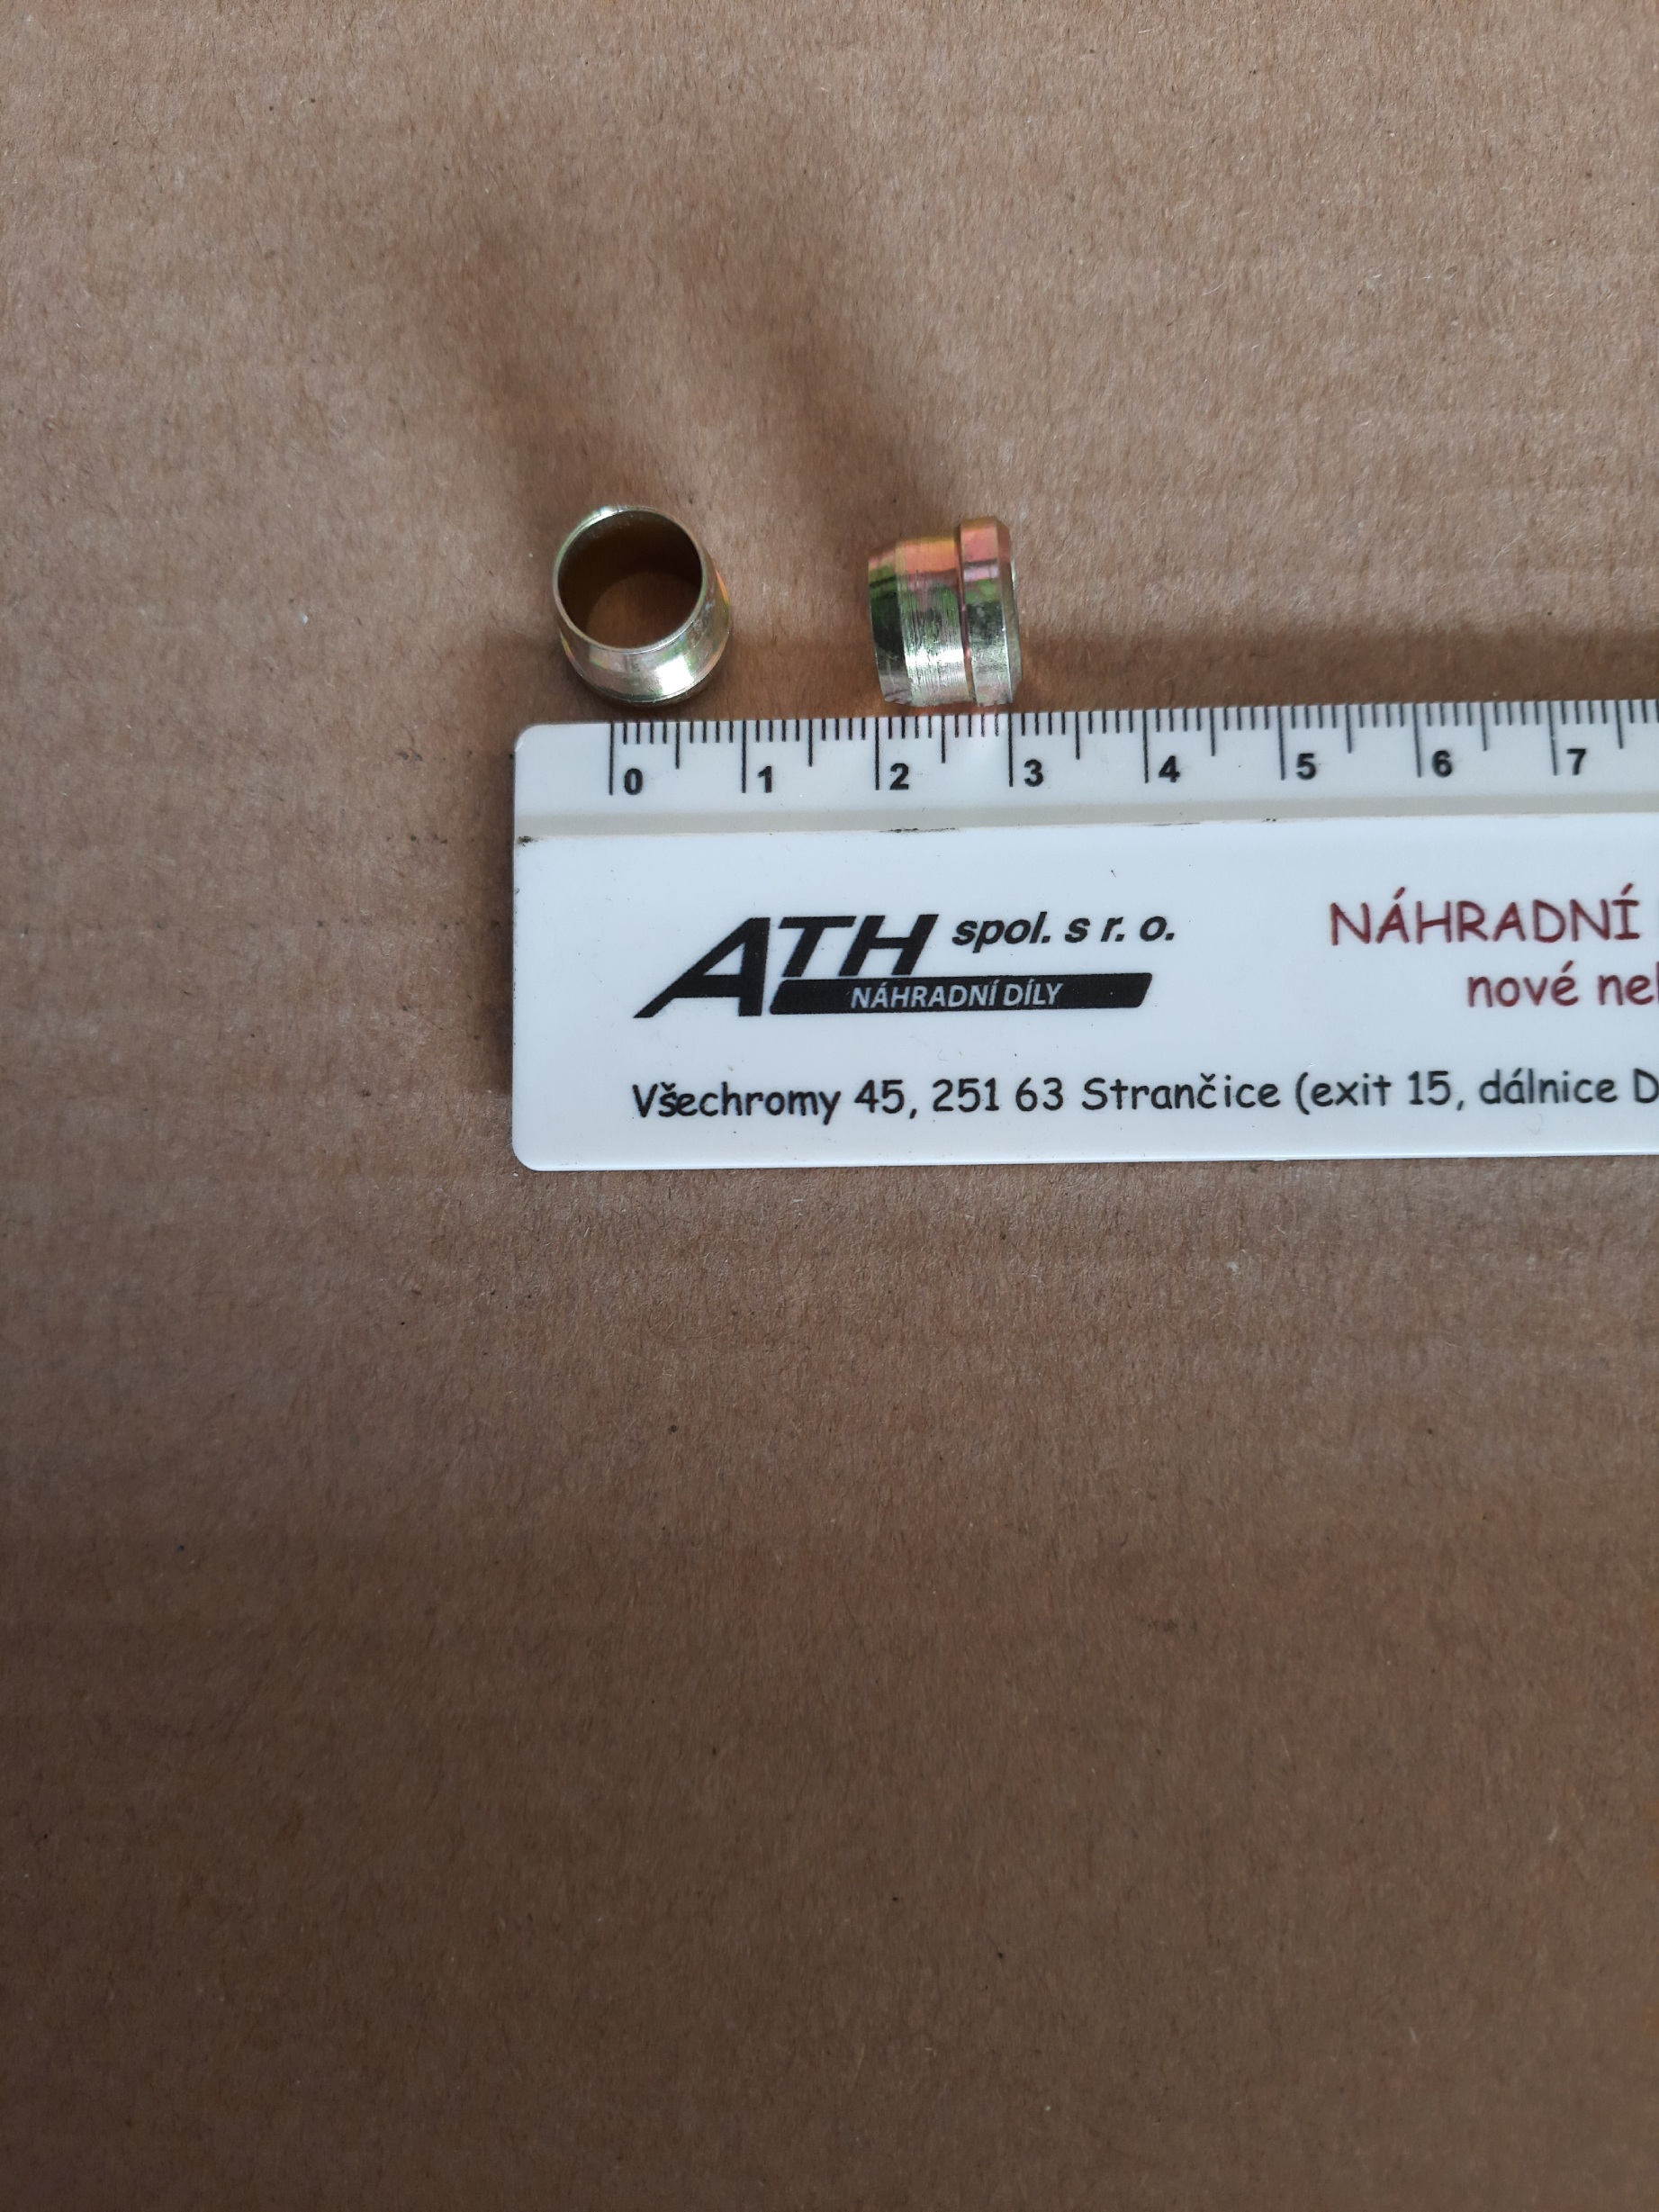 0 1 2 3 4 5 6 7
ATH spol. s r. o.
NÁHRADNÍ DÍLY
NÁHRADNÍ
nové
Všechromy 45, 251 63 Strančice (exit 15, dálnice D